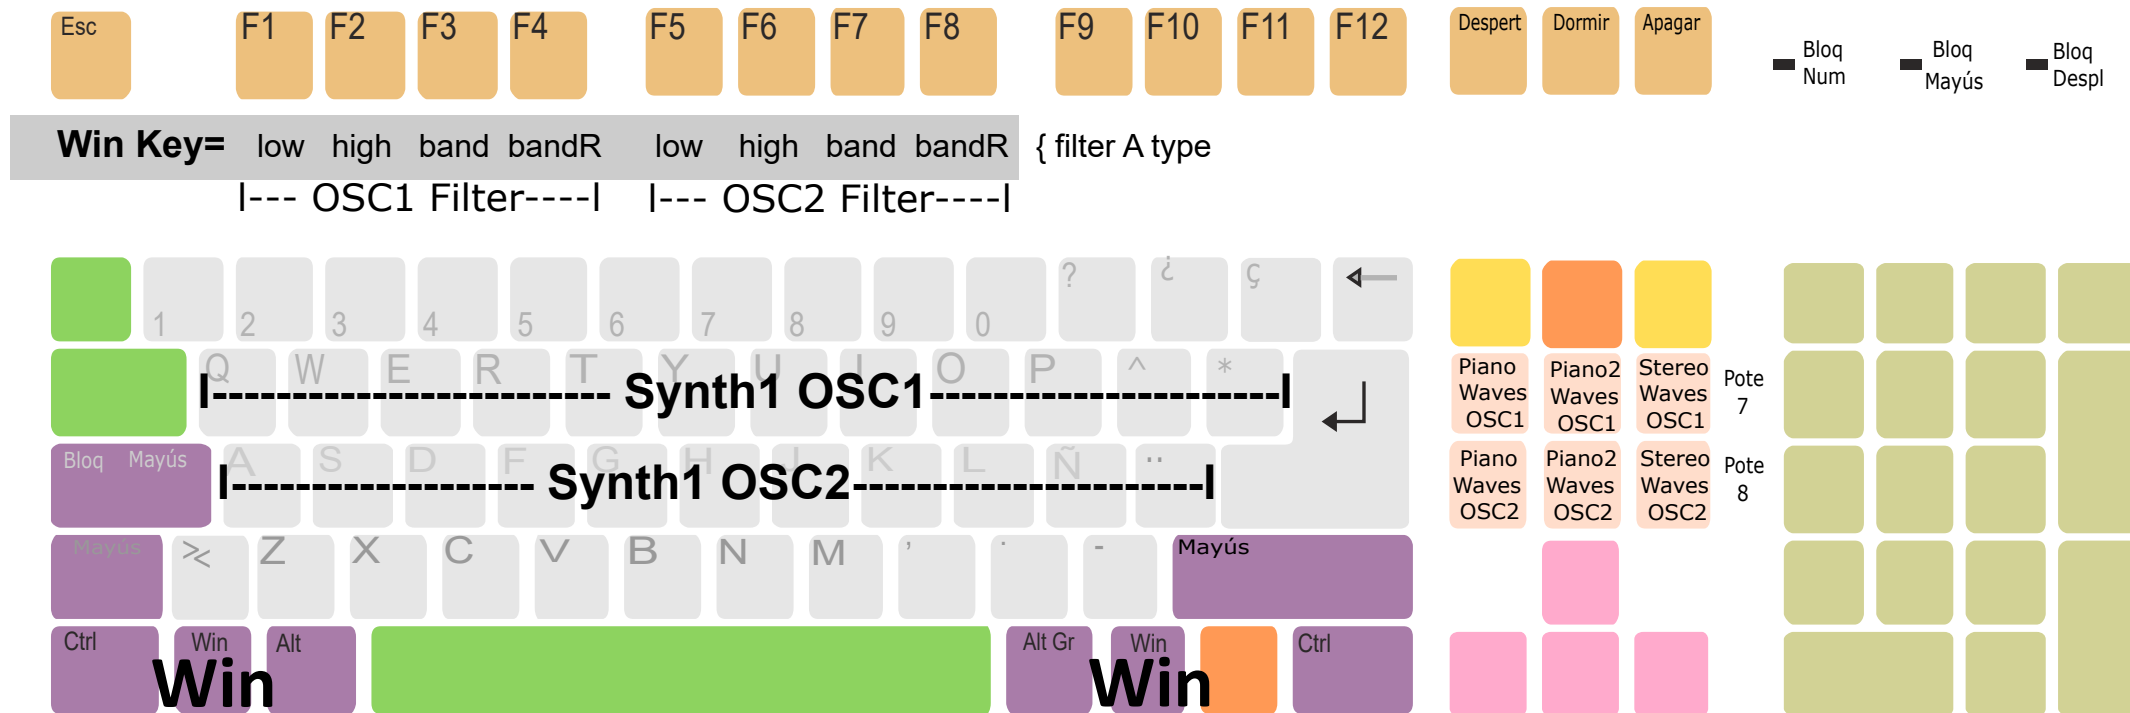 Esc F1 F2 F3 F4 F5 F6 F7 F8 F9 F10 F11 F12 Despert Dormir Apagar
Bloq Num
Bloq Mayús
Bloq Despl
Win Key= low high band bandR low high band bandR { filter A type
l--- OSC1 Filter----l l--- OSC2 Filter----l
? ¿ ç
1 2 3 4 5 6 7 8 9 0
Q W E R T Y U I O P ^ *
l------------------------- Synth1 OSC1----------------------l
Piano Waves OSC1
Piano2 Waves OSC1
Stereo Waves OSC1
Pote 7
Bloq Mayús A S D F G H J K L Ñ ..
l------------------- Synth1 OSC2----------------------l
Piano Waves OSC2
Piano2 Waves OSC2
Stereo Waves OSC2
Pote 8
Mayús >< Z X C V B N M , . - Mayús
Ctrl Win Alt Alt Gr Win Ctrl
Win Win